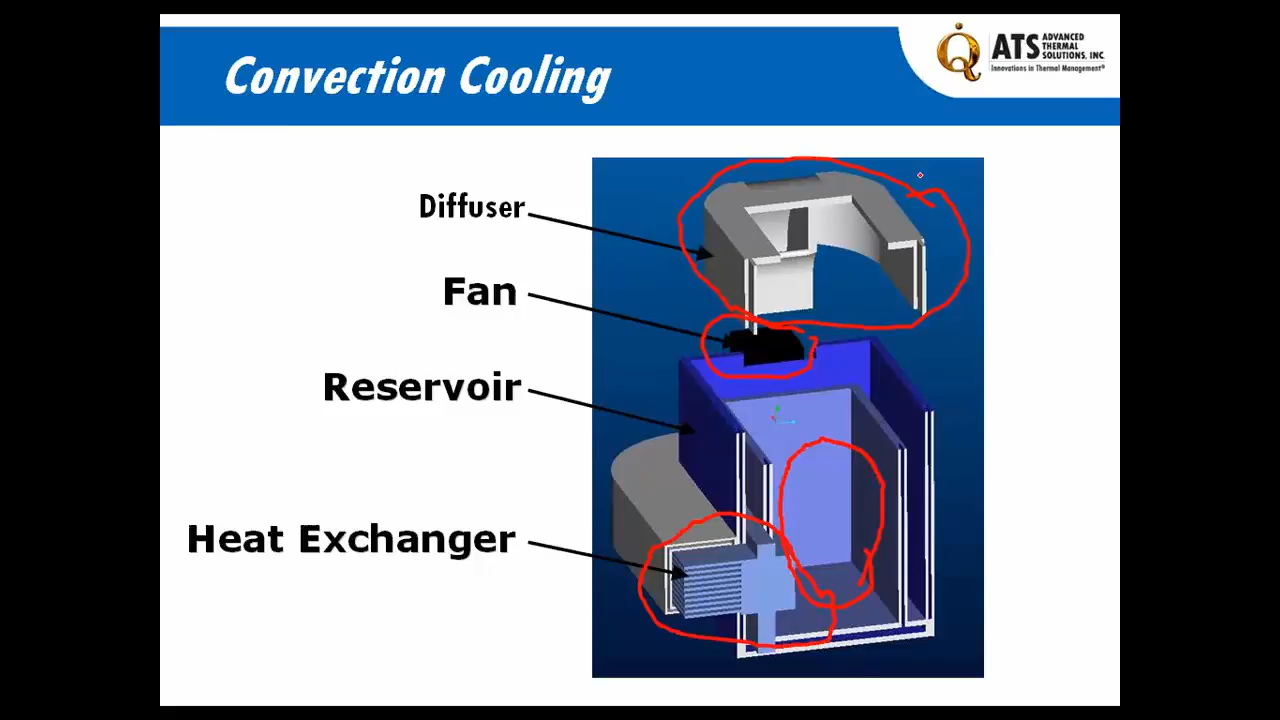 Convection Cooling
ATS ADVANCED
THERMAL
SOLUTIONS, INC.
Innovations in Thermal Management®
Diffuser
Fan
Reservoir
Heat Exchanger